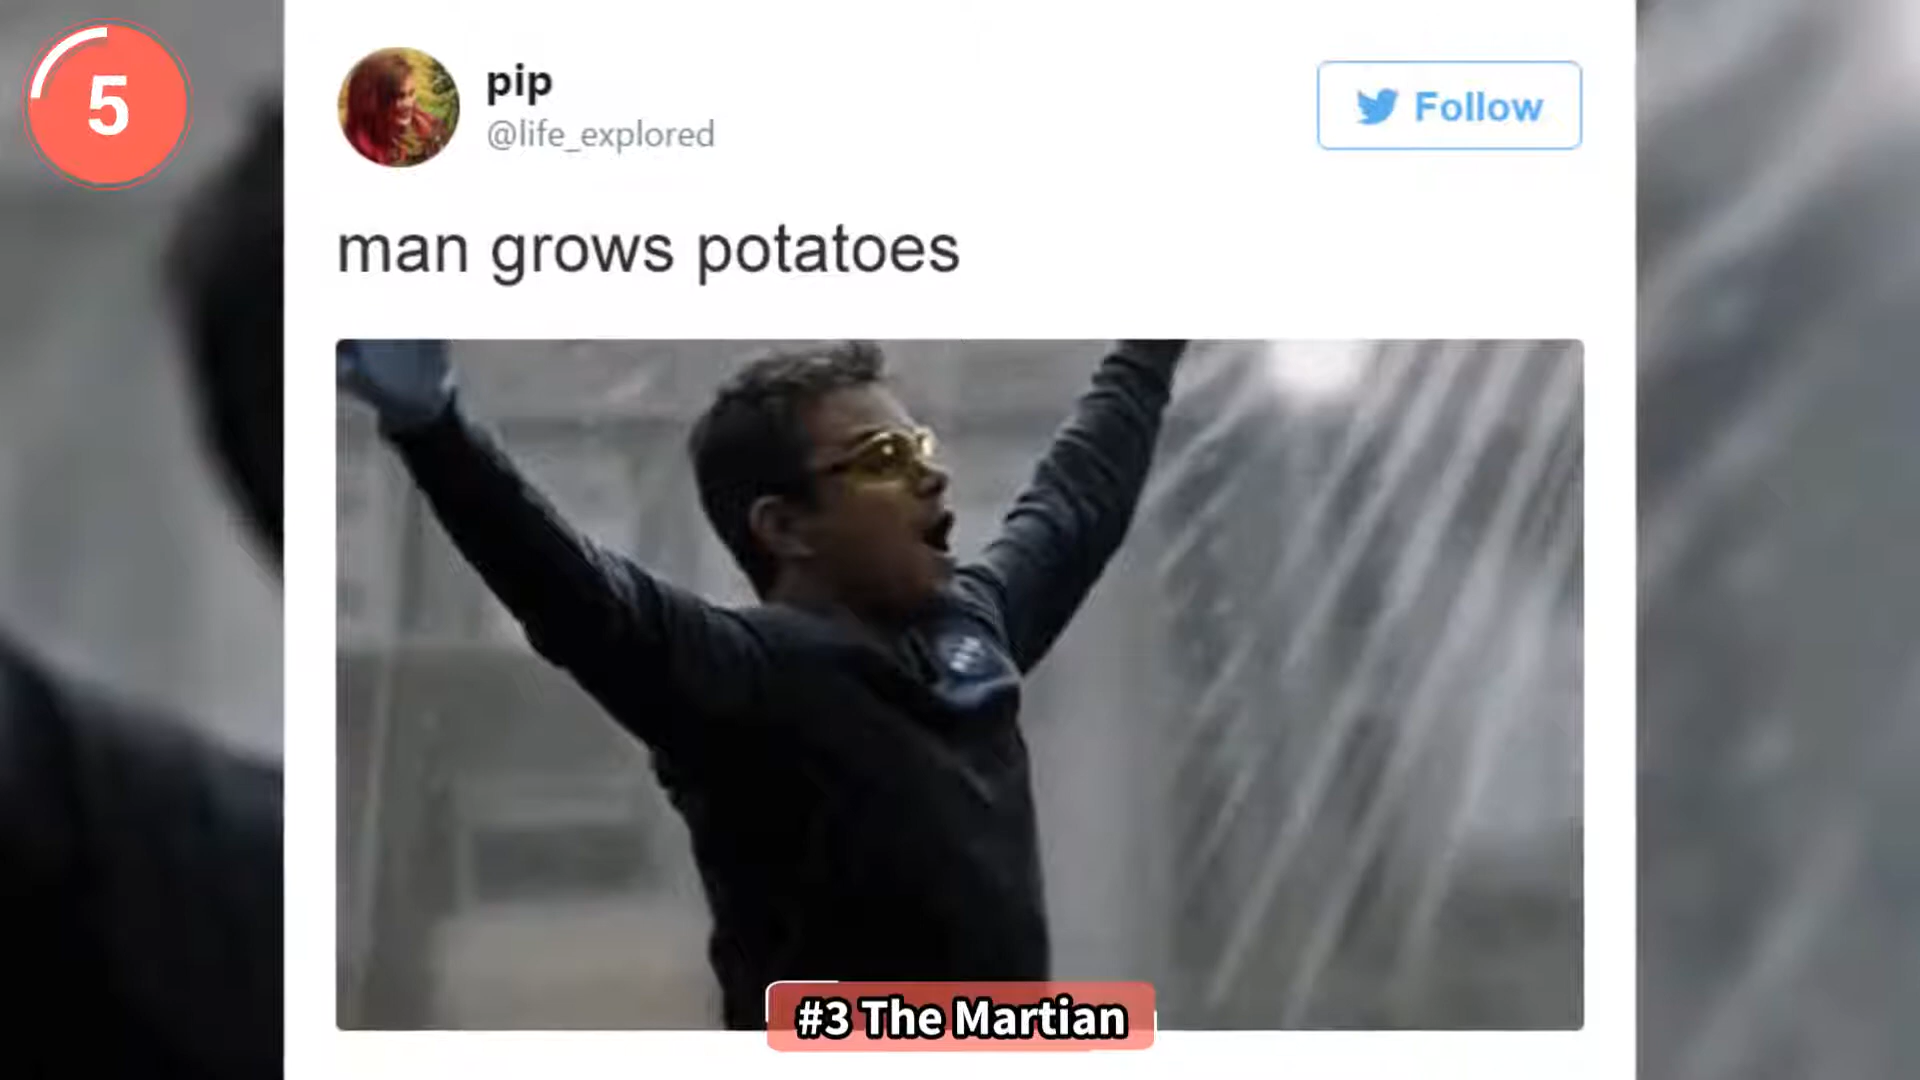 5
pip
@life_explored
Follow
man grows potatoes
#3 The Martian